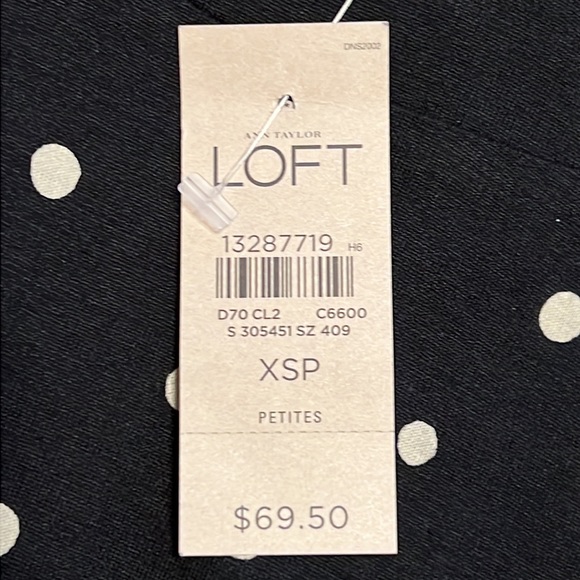 DNS2002
ANN TAYLOR
LOFT
13287719 H6
D70 CL2 C6600
S 305451 SZ 409
XSP
PETITES
$69.50